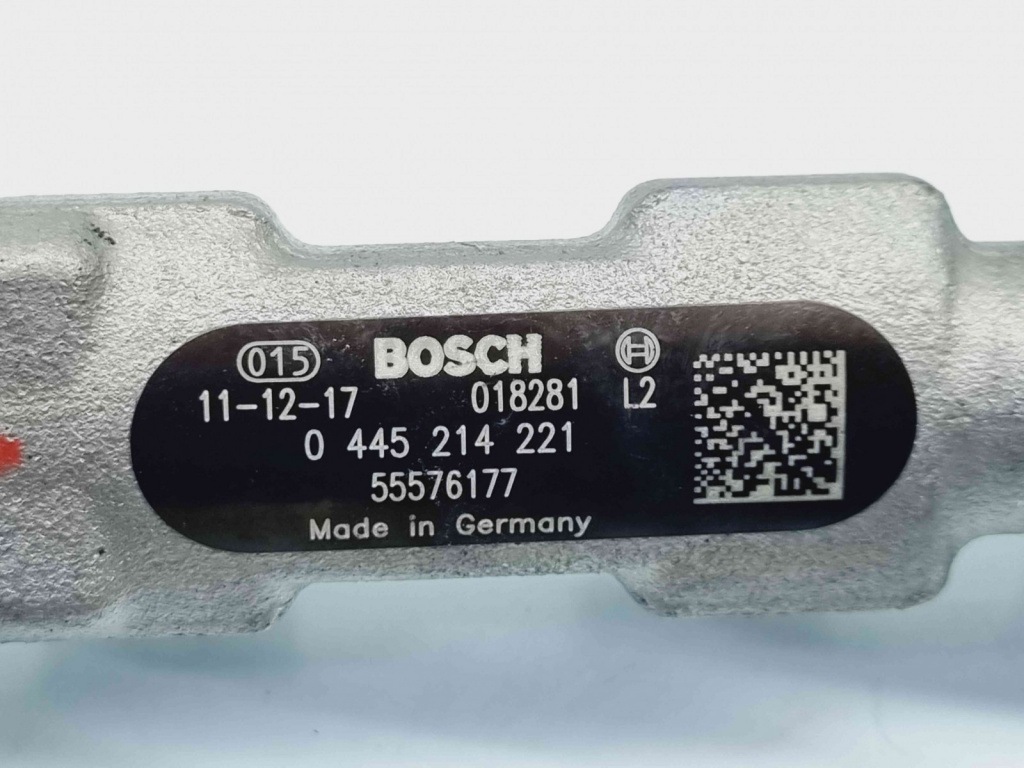 015 BOSCH
11-12-17 018281 L2
0 445 214 221
55576177
Made in Germany